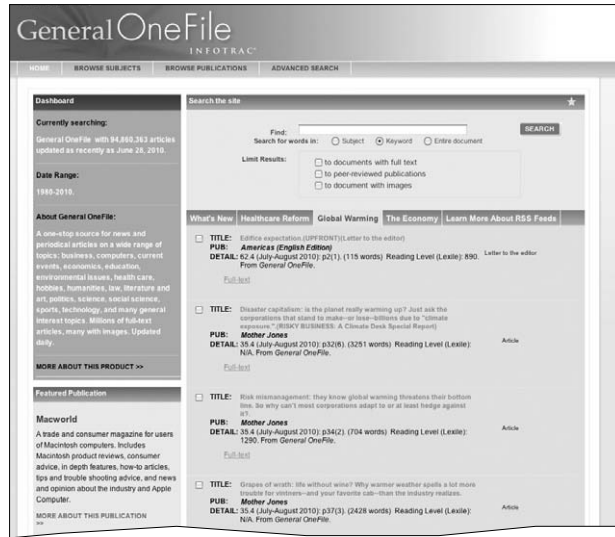 General OneFile
INFOTRAC®
HOME BROWSE SUBJECTS BROWSE PUBLICATIONS ADVANCED SEARCH
Dashboard
Currently searching:
General OneFile with 94,860,363 articles
updated as recently as June 28, 2010.
Date Range:
1980-2010.
About General OneFile:
A one-stop source for news and
periodical articles on a wide range of
topics: business, computers, current
events, economics, education,
environmental issues, health care,
hobbies, humanities, law, literature and
art, politics, science, social science,
sports, technology, and many general
interest topics. Millions of full-text
articles, many with images. Updated
daily.
MORE ABOUT THIS PRODUCT >>
Featured Publication
Macworld
A trade and consumer magazine for users
of Macintosh computers. Includes
Macintosh product reviews, consumer
advice, in depth features, how-to articles,
tips and trouble shooting advice, and news
and opinion about the industry and Apple
Computer.
MORE ABOUT THIS PUBLICATION
>>
Search the site
Find:
SEARCH
Search for words in: Subject Keyword Entire document
Limit Results: to documents with full text
to peer-reviewed publications
to document with images
What's New Healthcare Reform Global Warming The Economy Learn More About RSS Feeds
TITLE: Edifice expectation.(UPFRONT)(Letter to the editor)
PUB: Americas (English Edition)
DETAIL: 62.4 (July-August 2010): p2(1). (115 words) Reading Level (Lexile): 890. Letter to the editor
From General OneFile.
Full-text
TITLE: Disaster capitalism: is the planet really warming up? Just ask the
corporations that stand to make--or lose--billions due to "climate
exposure." (RISKY BUSINESS: A Climate Desk Special Report)
PUB: Mother Jones Article
DETAIL: 35.4 (July-August 2010): p32(6). (3251 words) Reading Level (Lexile):
N/A. From General OneFile.
Full-text
TITLE: Risk mismanagement: they know global warming threatens their bottom
line. So why can't most corporations adapt to or at least hedge against
it?.
PUB: Mother Jones Article
DETAIL: 35.4 (July-August 2010): p34(2). (704 words) Reading Level (Lexile):
1290. From General OneFile.
Full-text
TITLE: Grapes of wrath: life without wine? Why warmer weather spells a lot more
trouble for vintners--and your favorite cab--than the industry realizes.
PUB: Mother Jones Article
DETAIL: 35.4 (July-August 2010): p37(3). (2428 words) Reading Level (Lexile):
N/A. From General OneFile.